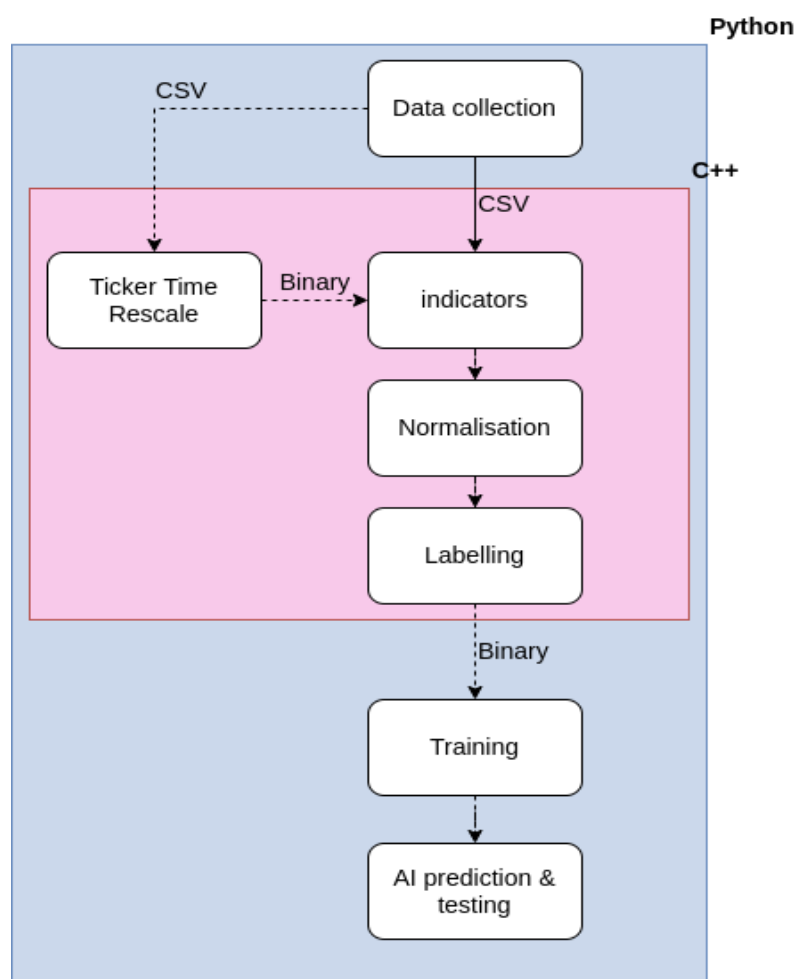 Python
CSV
Data collection
C++
CSV
Ticker Time
Rescale
Binary
indicators
Normalisation
Labelling
Binary
Training
AI prediction &
testing